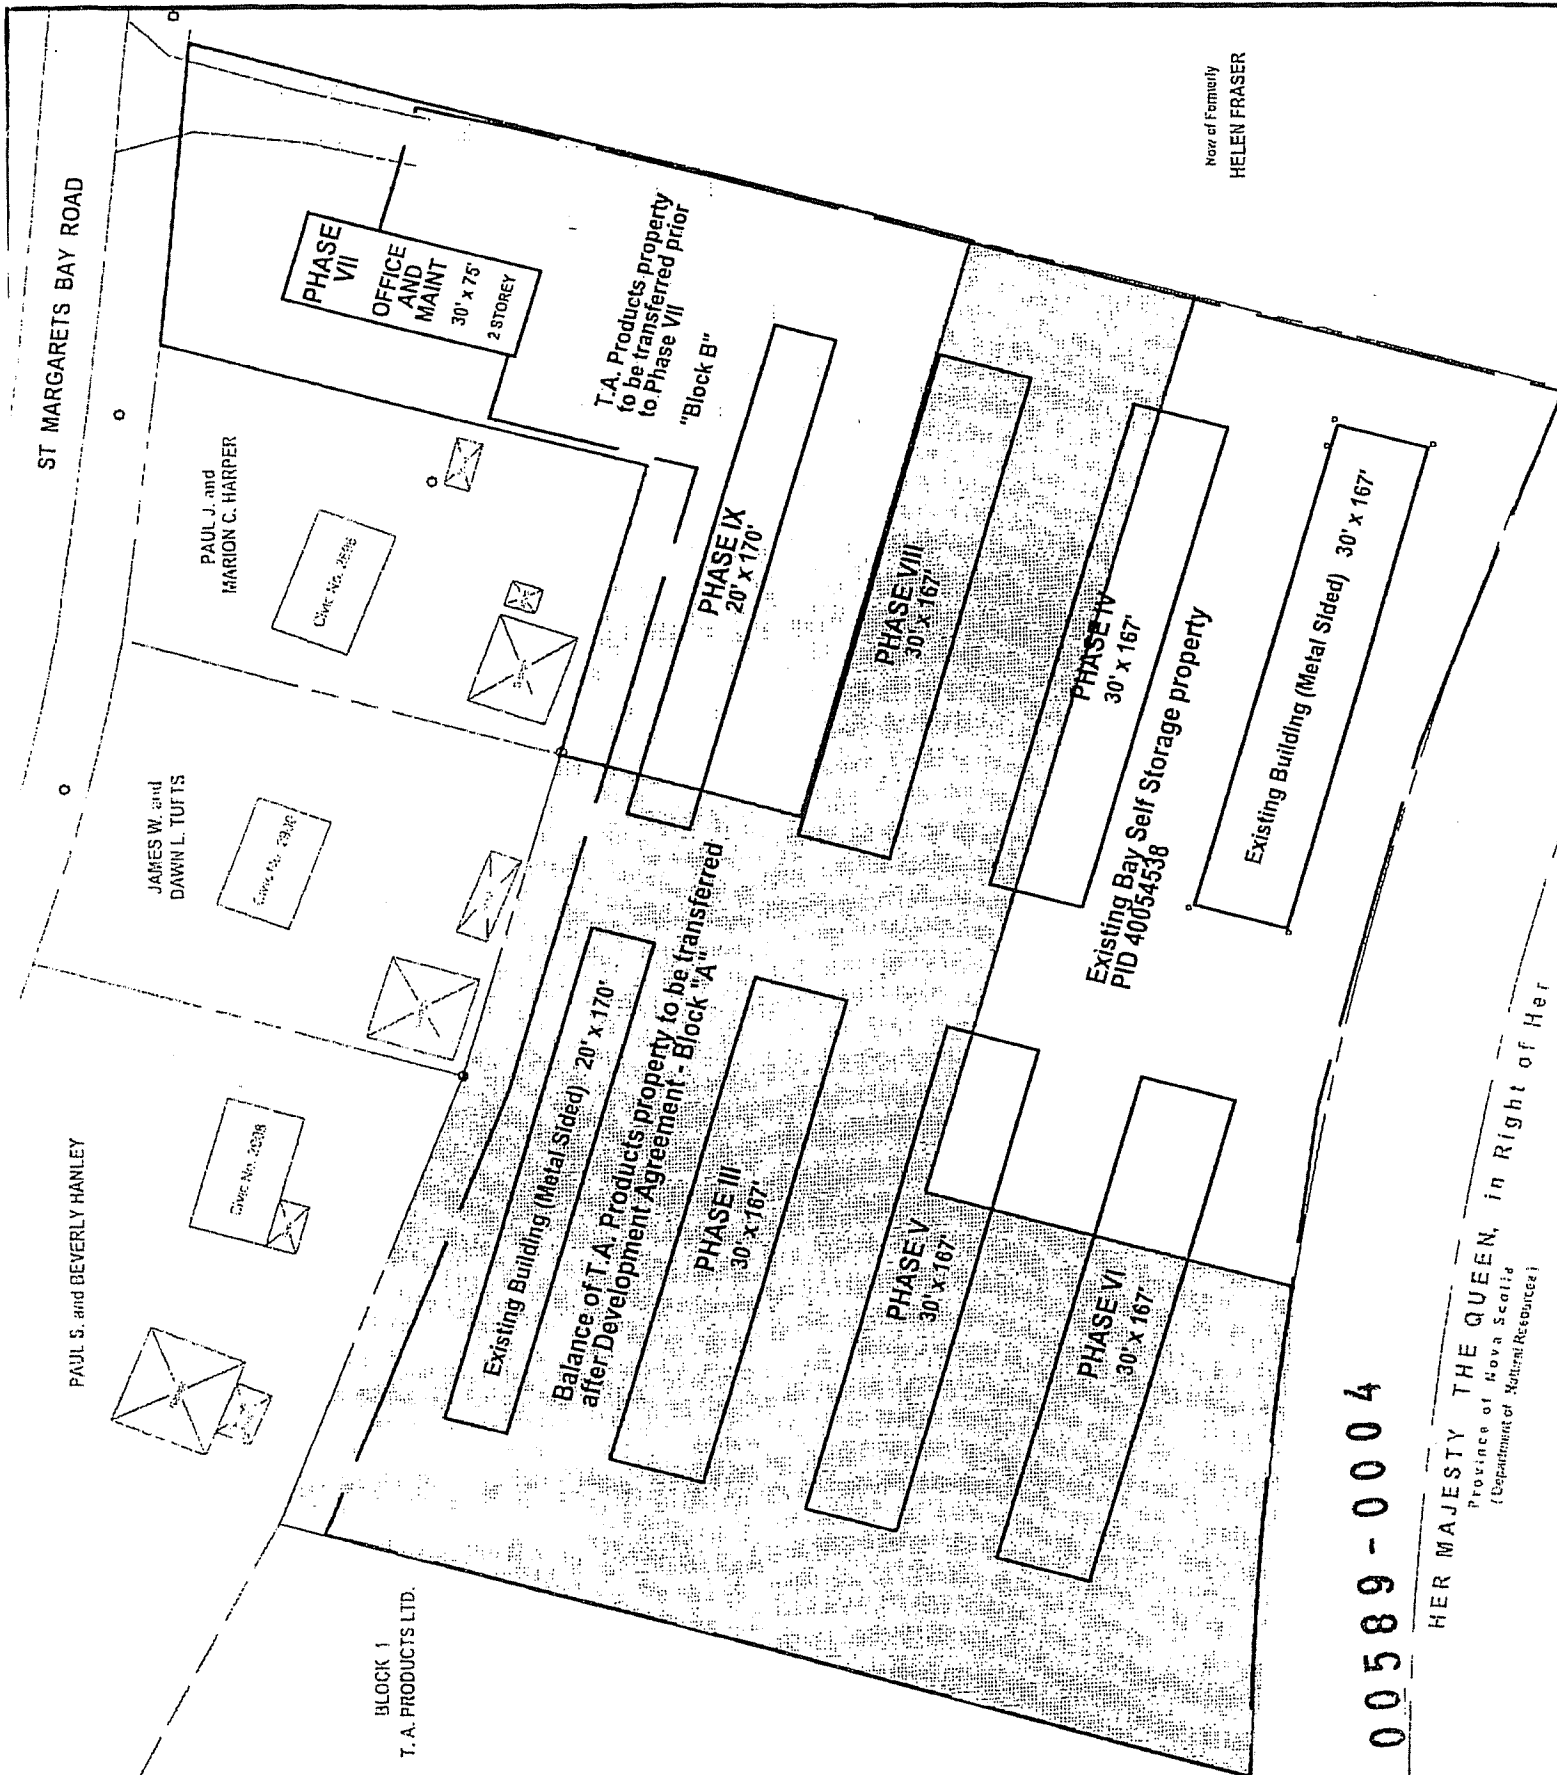 ST MARGARETS BAY ROAD
PAUL S. and BEVERLY HANLEY
JAMES W. and
DAWN L. TUFTS
PAUL J. and
MARION C. HARPER
Civic No.
Civic No.
Civic No.
PHASE
VII
OFFICE
AND
MAINT
30' x 75'
2 STOREY
T.A. Products property
to be transferred prior
to Phase VII
"Block B"
Now of Formerly
HELEN FRASER
PHASE IX
20' x 170'
PHASE VIII
30' x 167'
PHASE IV
30' x 167'
Existing Bay Self Storage property
PID 40054538
Existing Building (Metal Sided) 30' x 167'
Existing Building (Metal Sided) 20' x 170'
Balance of T.A. Products property to be transferred
after Development Agreement - Block "A"
PHASE III
30' x 167'
PHASE V
30' x 167'
PHASE VI
30' x 167'
BLOCK 1
T. A. PRODUCTS LTD.
00589-0004
HER MAJESTY THE QUEEN, in Right of Her
Province of Nova Scotia
(Department of Natural Resources)